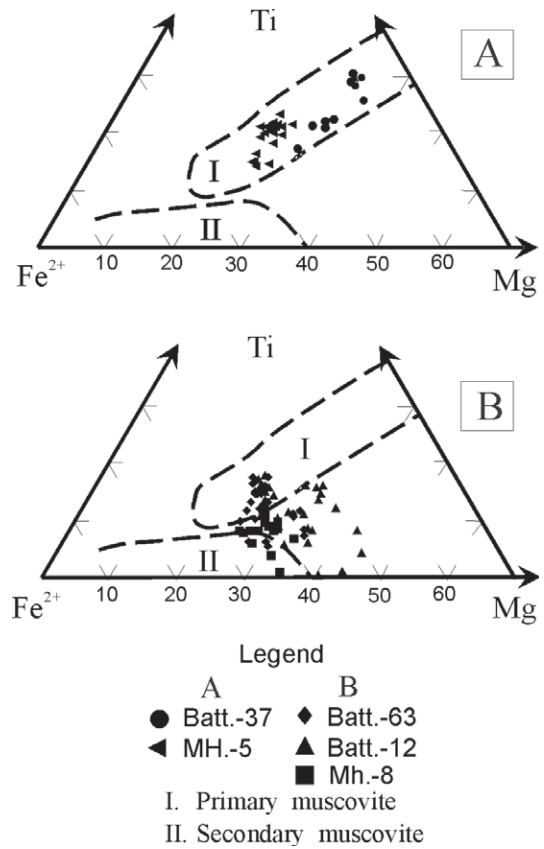 Ti
A
I
II
Fe2+ 10 20 30 40 50 60 Mg
Ti
B
I
II
Fe2+ 10 20 30 40 50 60 Mg
Legend
A B
Batt.-37 Batt.-63
MH.-5 Batt.-12
Mh.-8
I. Primary muscovite
II. Secondary muscovite